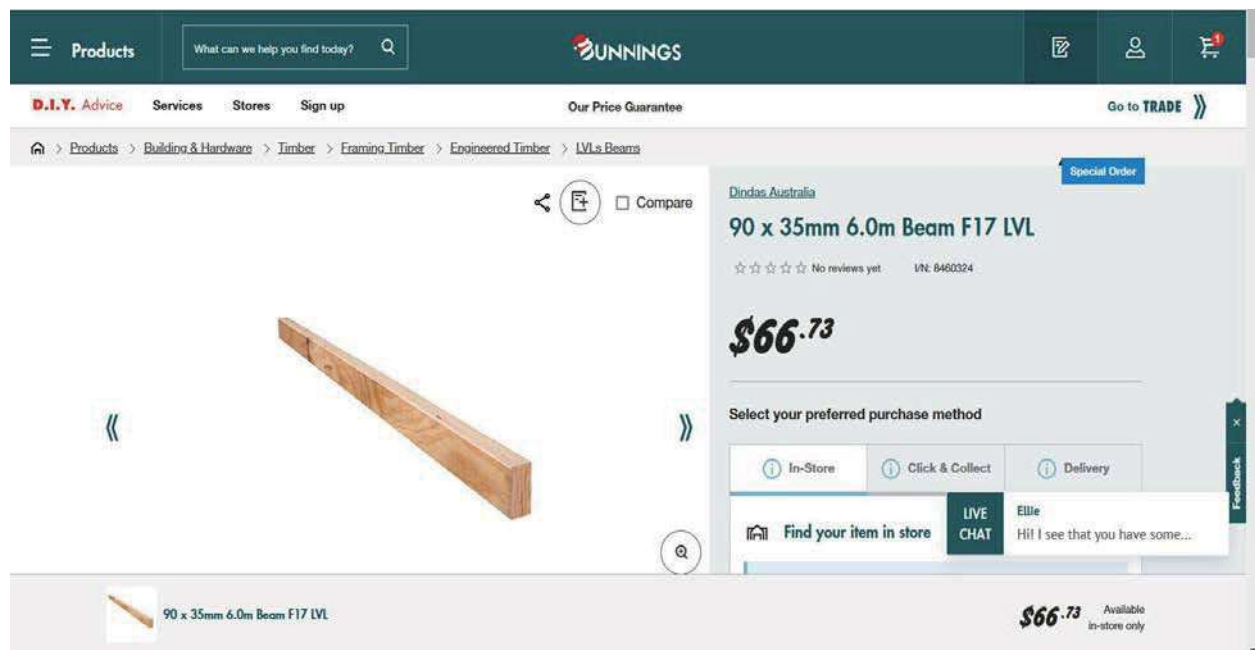 Products
What can we help you find today?
BUNNINGS
1
D.I.Y. Advice
Services
Stores
Sign up
Our Price Guarantee
Go to TRADE
> Products > Building & Hardware > Timber > Framing Timber > Engineered Timber > LVLs Beams
Special Order
Compare
Dindas Australia
90 x 35mm 6.0m Beam F17 LVL
No reviews yet
I/N: 8460324
$66.73
Select your preferred purchase method
In-Store
Click & Collect
Delivery
Find your item in store
LIVE
CHAT
Ellie
Hi! I see that you have some...
x
Feedback
90 x 35mm 6.0m Beam F17 LVL
$66.73
Available
in-store only